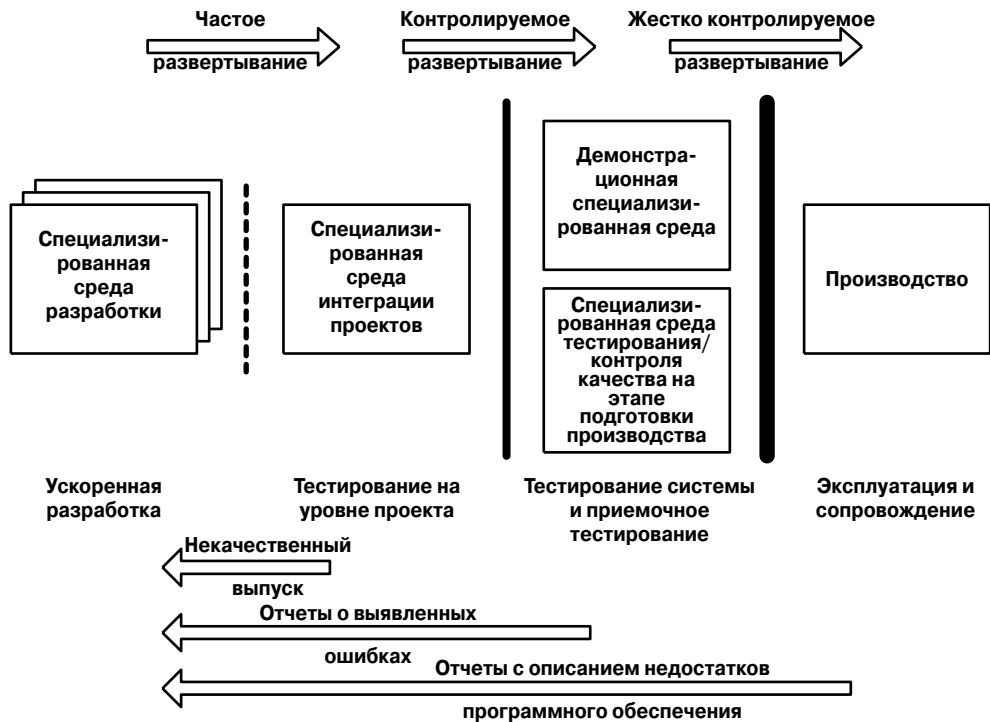 Частое
развертывание
Контролируемое
развертывание
Жестко контролируемое
развертывание
Специализи-
рованная
среда
разработки
Специализи-
рованная
среда
интеграции
проектов
Демонстра-
ционная
специализи-
рованная среда
Специализи-
рованная среда
тестирования/
контроля
качества на
этапе
подготовки
производства
Производство
Ускоренная
разработка
Тестирование на
уровне проекта
Тестирование системы
и приемочное
тестирование
Эксплуатация и
сопровождение
Некачественный
выпуск
Отчеты о выявленных
ошибках
Отчеты с описанием недостатков
программного обеспечения